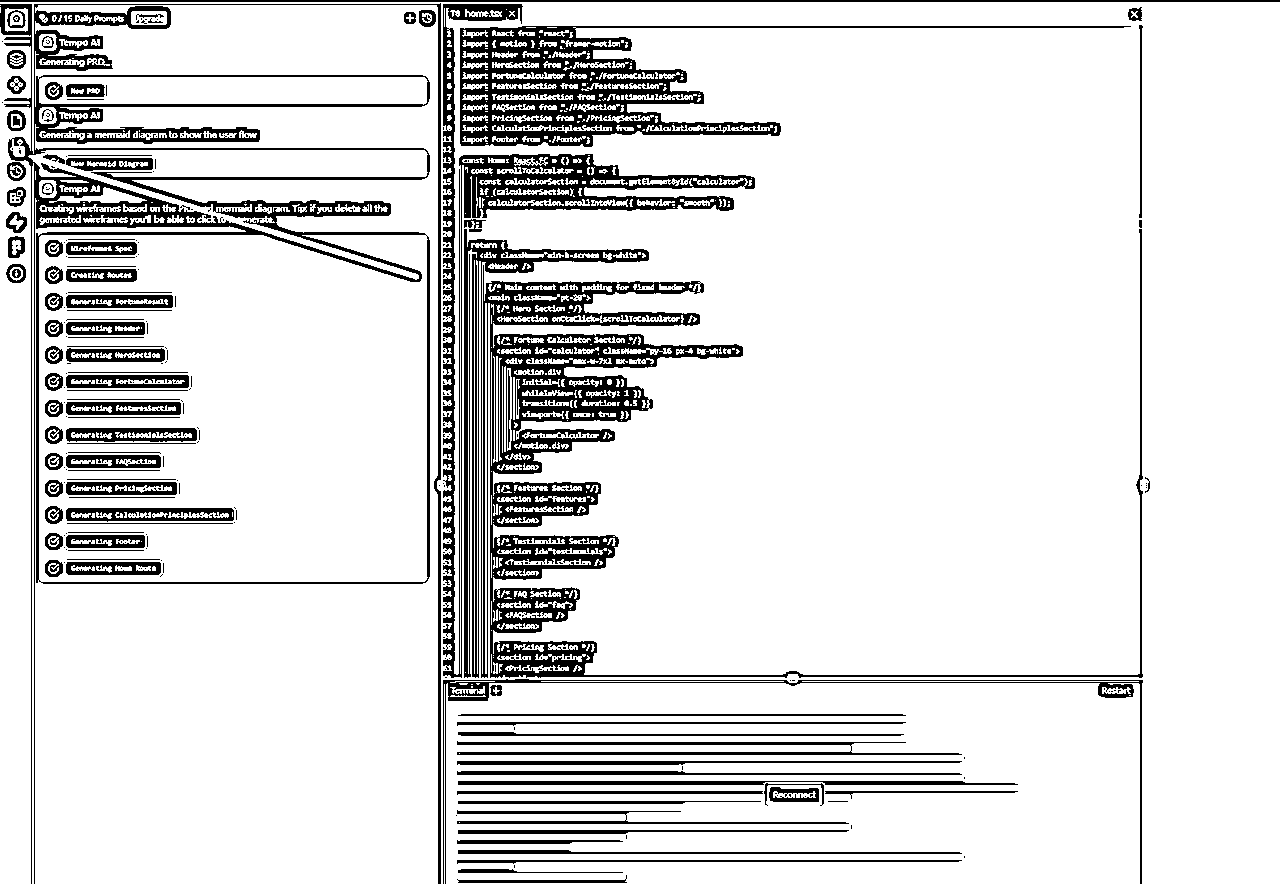 0 / 15 Daily Prompts Upgrade
Tempo AI
Generating PRD...
New PRD
Tempo AI
Generating a mermaid diagram to show the user flow
New Mermaid Diagram
Tempo AI
Creating wireframes based on the PRD and mermaid diagram. Tip: if you delete all the
generated wireframes you'll be able to click to generate.
Wireframes Spec
Creating Routes
Generating FortuneResult
Generating Header
Generating HeroSection
Generating FortuneCalculator
Generating FeaturesSection
Generating TestimonialsSection
Generating FAQSection
Generating PricingSection
Generating CalculationPrinciplesSection
Generating Footer
Generating Home Route
TS home.tsx
1 import React from "react";
2 import { motion } from "framer-motion";
3 import Header from "./Header";
4 import HeroSection from "./HeroSection";
5 import FortuneCalculator from "./FortuneCalculator";
6 import FeaturesSection from "./FeaturesSection";
7 import TestimonialsSection from "./TestimonialsSection";
8 import FAQSection from "./FAQSection";
9 import PricingSection from "./PricingSection";
10 import CalculationPrinciplesSection from "./CalculationPrinciplesSection";
11 import Footer from "./Footer";
12
13 const Home: React.FC = () => {
14 const scrollToCalculator = () => {
15 const calculatorSection = document.getElementById("calculator");
16 if (calculatorSection) {
17 calculatorSection.scrollIntoView({ behavior: "smooth" });
18 }
19 };
20
21 return (
22 <div className="min-h-screen bg-white">
23 <Header />
24
25 {/* Main content with padding for fixed header */}
26 <main className="pt-20">
27 {/* Hero Section */}
28 <HeroSection onCtaClick={scrollToCalculator} />
29
30 {/* Fortune Calculator Section */}
31 <section id="calculator" className="py-16 px-4 bg-white">
32 <div className="max-w-7xl mx-auto">
33 <motion.div
34 initial={{ opacity: 0 }}
35 whileInView={{ opacity: 1 }}
36 transition={{ duration: 0.5 }}
37 viewport={{ once: true }}
38 >
39 <FortuneCalculator />
40 </motion.div>
41 </div>
42 </section>
43
44 {/* Features Section */}
45 <section id="features">
46 <FeaturesSection />
47 </section>
48
49 {/* Testimonials Section */}
50 <section id="testimonials">
51 <TestimonialsSection />
52 </section>
53
54 {/* FAQ Section */}
55 <section id="faq">
56 <FAQSection />
57 </section>
58
59 {/* Pricing Section */}
60 <section id="pricing">
61 <PricingSection />
Terminal
Restart
Reconnect